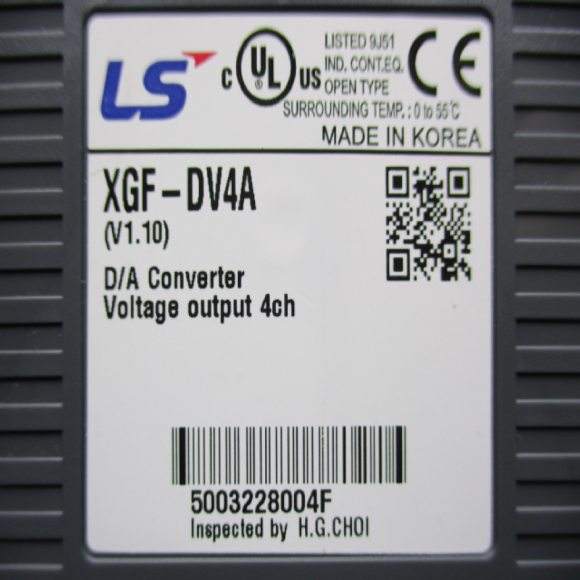 LS
C UL US
LISTED 9J51
IND. CONT.EQ.
OPEN TYPE
CE
SURROUNDING TEMP. : 0 to 55℃
MADE IN KOREA
XGF-DV4A
(V1.10)
D/A Converter
Voltage output 4ch
5003228004F
Inspected by H.G.CHOI